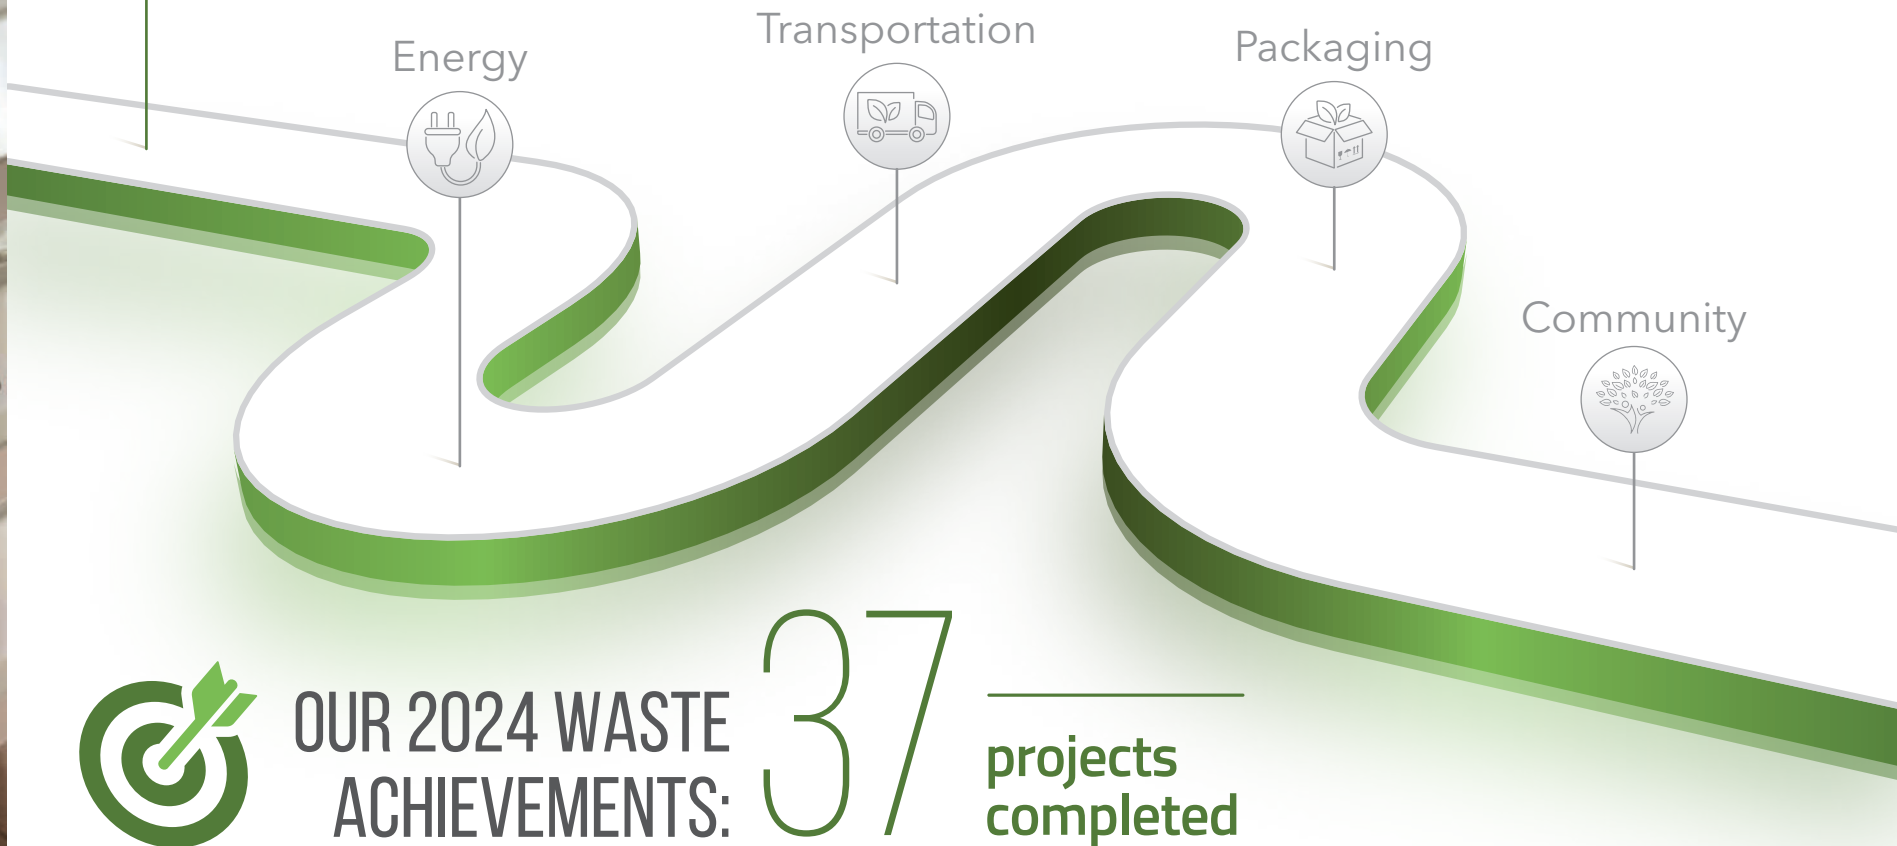 Energy
Transportation
Packaging
Community
OUR 2024 WASTE
ACHIEVEMENTS:
37
projects
completed